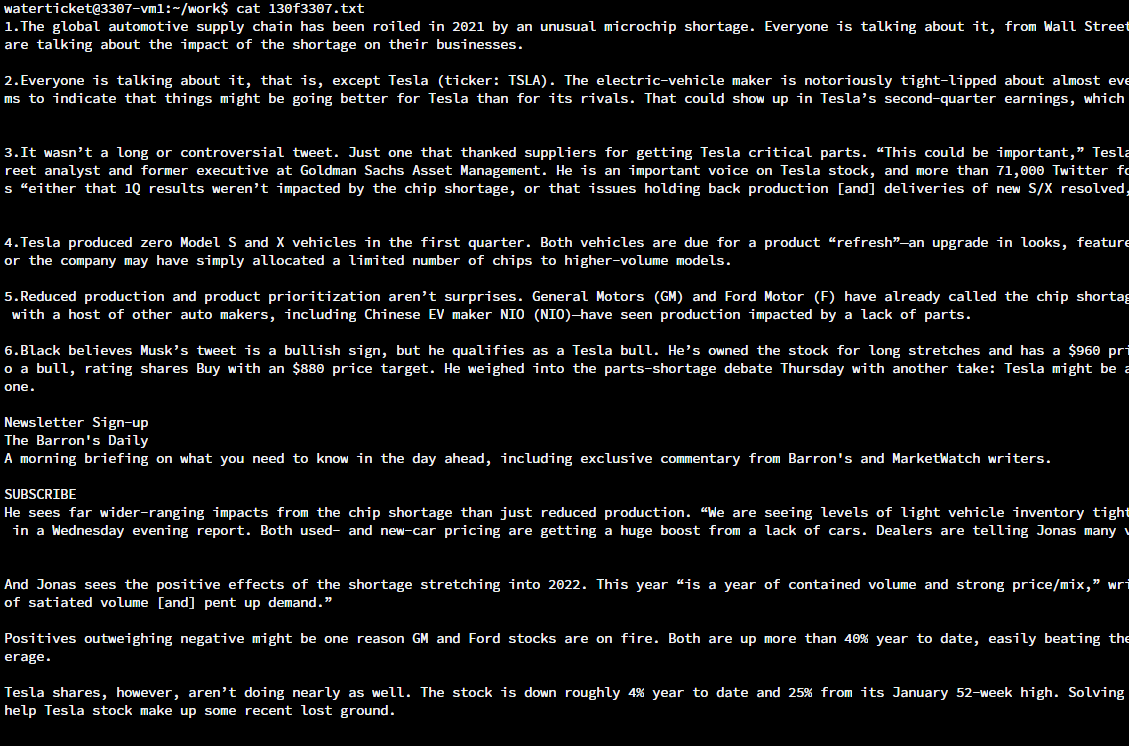 waterticket@3307-vm1:~/work$ cat 130f3307.txt
1.The global automotive supply chain has been roiled in 2021 by an unusual microchip shortage. Everyone is talking about it, from Wall Street
are talking about the impact of the shortage on their businesses.
2.Everyone is talking about it, that is, except Tesla (ticker: TSLA). The electric-vehicle maker is notoriously tight-lipped about almost eve
ms to indicate that things might be going better for Tesla than for its rivals. That could show up in Tesla’s second-quarter earnings, which
3.It wasn’t a long or controversial tweet. Just one that thanked suppliers for getting Tesla critical parts. “This could be important,” Tesla
reet analyst and former executive at Goldman Sachs Asset Management. He is an important voice on Tesla stock, and more than 71,000 Twitter fo
s “either that 1Q results weren’t impacted by the chip shortage, or that issues holding back production [and] deliveries of new S/X resolved,
4.Tesla produced zero Model S and X vehicles in the first quarter. Both vehicles are due for a product “refresh”—an upgrade in looks, feature
or the company may have simply allocated a limited number of chips to higher-volume models.
5.Reduced production and product prioritization aren’t surprises. General Motors (GM) and Ford Motor (F) have already called the chip shortag
with a host of other auto makers, including Chinese EV maker NIO (NIO)—have seen production impacted by a lack of parts.
6.Black believes Musk’s tweet is a bullish sign, but he qualifies as a Tesla bull. He’s owned the stock for long stretches and has a $960 pri
o a bull, rating shares Buy with an $880 price target. He weighed into the parts-shortage debate Thursday with another take: Tesla might be a
one.
Newsletter Sign-up
The Barron's Daily
A morning briefing on what you need to know in the day ahead, including exclusive commentary from Barron's and MarketWatch writers.
SUBSCRIBE
He sees far wider-ranging impacts from the chip shortage than just reduced production. “We are seeing levels of light vehicle inventory tight
in a Wednesday evening report. Both used- and new-car pricing are getting a huge boost from a lack of cars. Dealers are telling Jonas many v
And Jonas sees the positive effects of the shortage stretching into 2022. This year “is a year of contained volume and strong price/mix,” wri
of satiated volume [and] pent up demand.”
Positives outweighing negative might be one reason GM and Ford stocks are on fire. Both are up more than 40% year to date, easily beating the
erage.
Tesla shares, however, aren’t doing nearly as well. The stock is down roughly 4% year to date and 25% from its January 52-week high. Solving
help Tesla stock make up some recent lost ground.